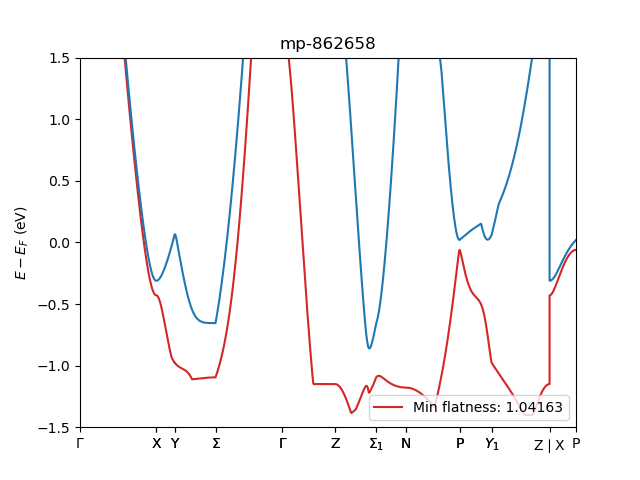 mp-862658
E − E_F (eV)
1.5
1.0
0.5
0.0
−0.5
−1.0
−1.5
Min flatness: 1.04163
Γ X Y Σ Γ Z Σ₁ N P Y₁ Z | X P